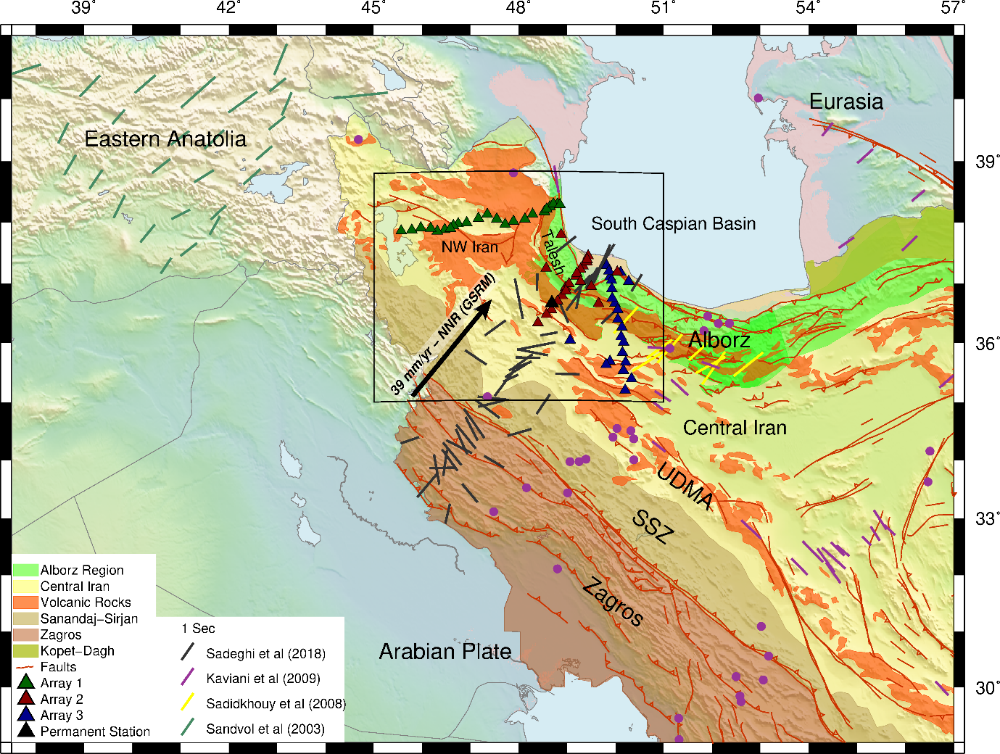 39° 42° 45° 48° 51° 54° 57°
Eurasia
Eastern Anatolia
39°
South Caspian Basin
NW Iran
Talesh
39 mm/yr – NNR (GSRM)
Alborz
36°
Central Iran
UDMA
SSZ
33°
Zagros
Arabian Plate
30°
Alborz Region
Central Iran
Volcanic Rocks
Sanandaj–Sirjan
Zagros
Kopet–Dagh
Faults
Array 1
Array 2
Array 3
Permanent Station
1 Sec
Sadeghi et al (2018)
Kaviani et al (2009)
Sadidkhouy et al (2008)
Sandvol et al (2003)